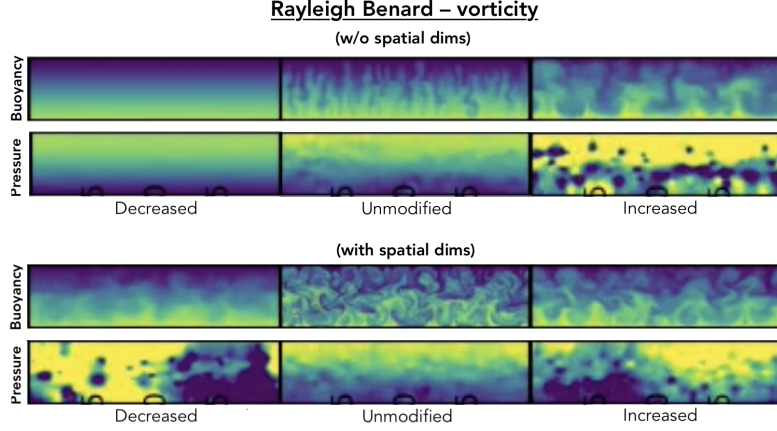 Rayleigh Benard – vorticity
(w/o spatial dims)
Buoyancy
Pressure
Decreased Unmodified Increased
(with spatial dims)
Buoyancy
Pressure
Decreased Unmodified Increased